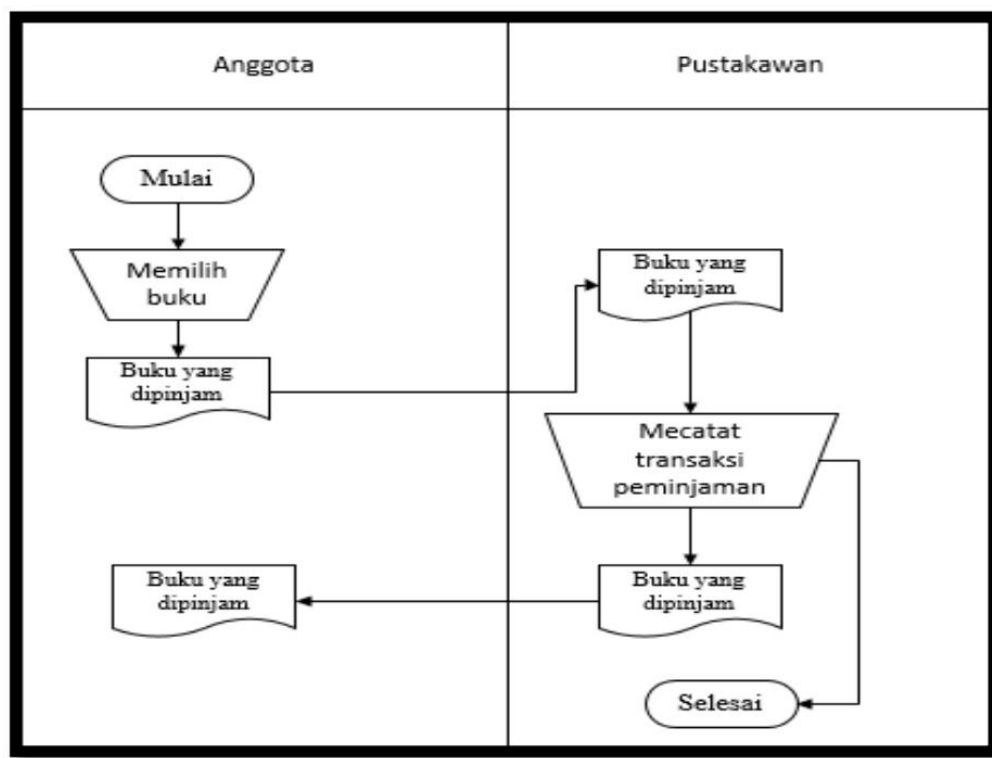 Anggota
Pustakawan
Mulai
Memilih
buku
Buku yang
dipinjam
Buku yang
dipinjam
Mecatat
transaksi
peminjaman
Buku yang
dipinjam
Buku yang
dipinjam
Selesai